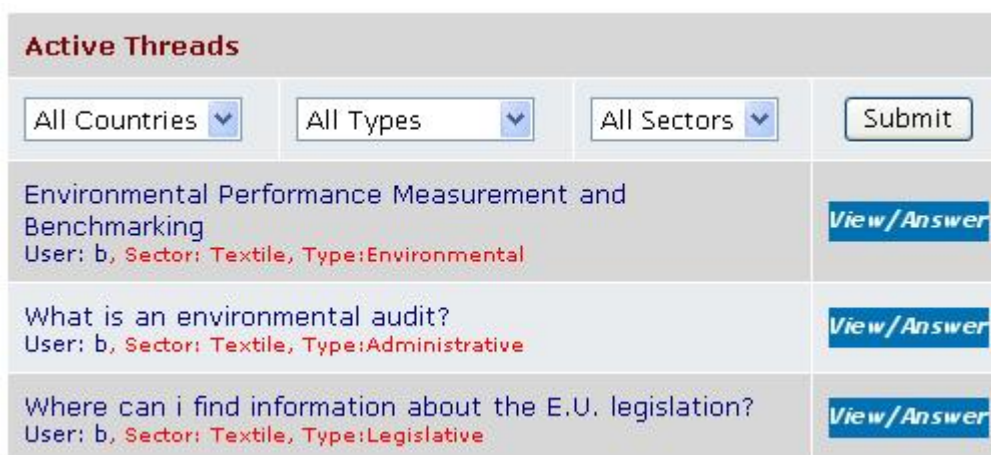 Active Threads
All Countries All Types All Sectors Submit
Environmental Performance Measurement and
Benchmarking
User: b, Sector: Textile, Type:Environmental
View/Answer
What is an environmental audit?
User: b, Sector: Textile, Type:Administrative
View/Answer
Where can i find information about the E.U. legislation?
User: b, Sector: Textile, Type:Legislative
View/Answer